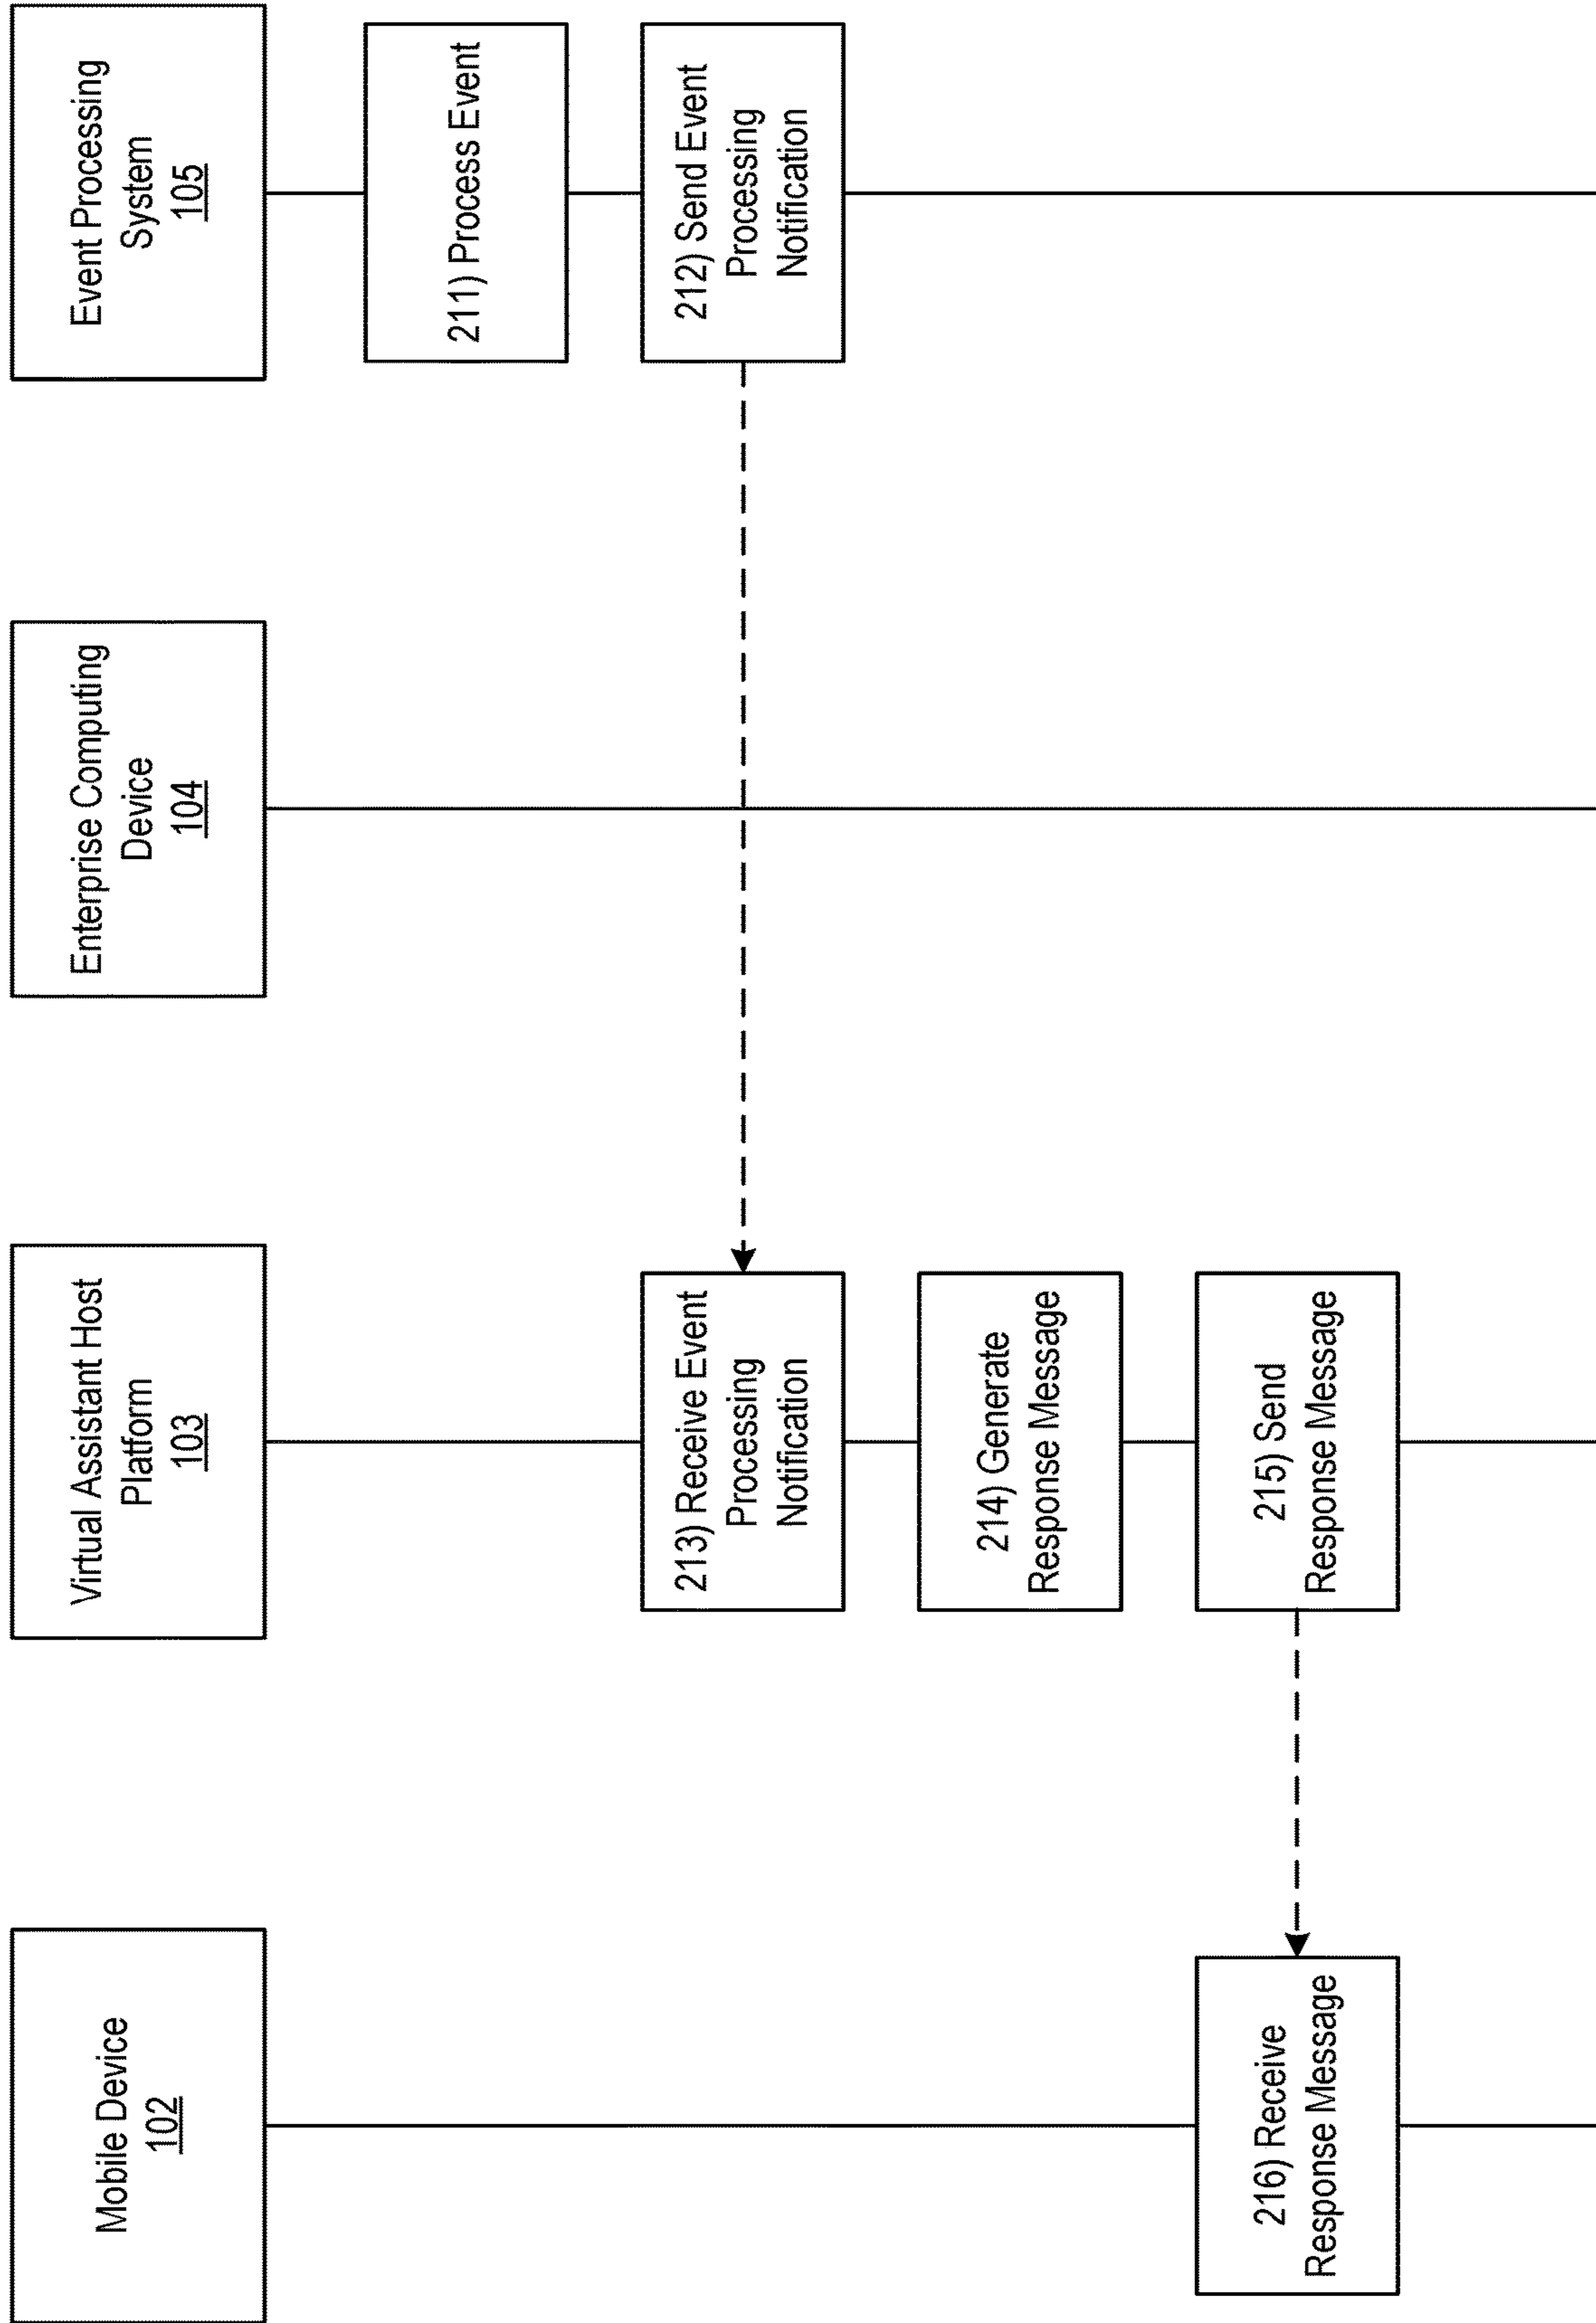 Mobile Device
102
Virtual Assistant Host
Platform
103
Enterprise Computing
Device
104
Event Processing
System
105
211) Process Event
212) Send Event
Processing
Notification
213) Receive Event
Processing
Notification
214) Generate
Response Message
215) Send
Response Message
216) Receive
Response Message